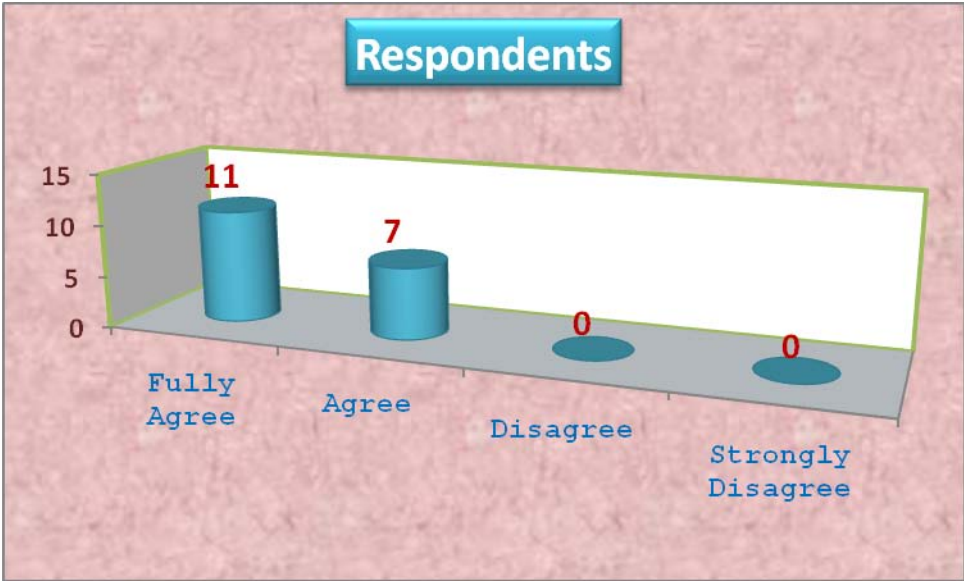 Respondents
15
10
5
0
11
7
0
0
Fully
Agree
Agree
Disagree
Strongly
Disagree